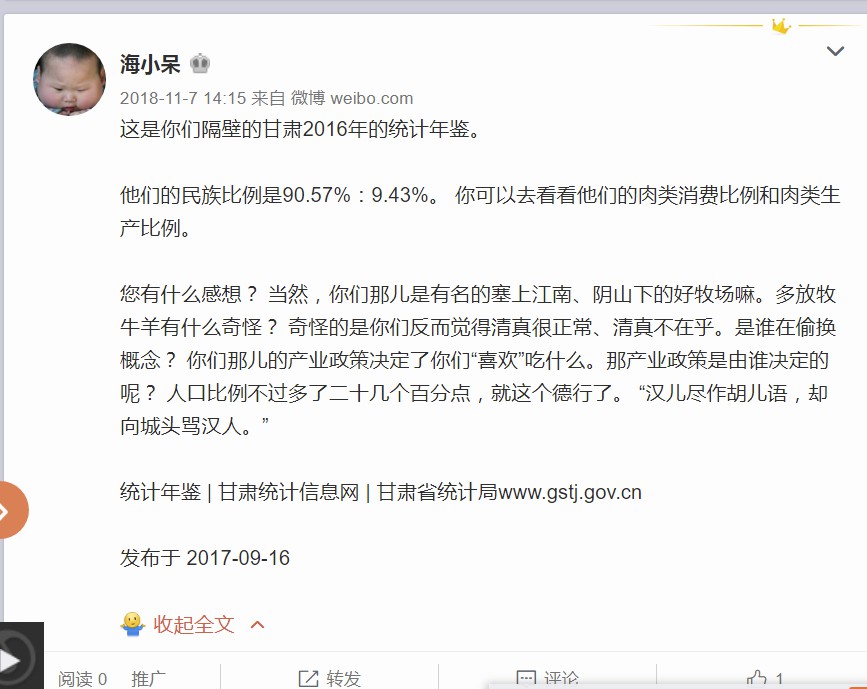 海小呆
2018-11-7 14:15 来自 微博 weibo.com
这是你们隔壁的甘肃2016年的统计年鉴。
他们的民族比例是90.57%：9.43%。 你可以去看看他们的肉类消费比例和肉类生
产比例。
您有什么感想？ 当然，你们那儿是有名的塞上江南、阴山下的好牧场嘛。多放牧
牛羊有什么奇怪？ 奇怪的是你们反而觉得清真很正常、清真不在乎。是谁在偷换
概念？ 你们那儿的产业政策决定了你们“喜欢”吃什么。那产业政策是由谁决定的
呢？ 人口比例不过多了二十几个百分点，就这个德行了。 “汉儿尽作胡儿语，却
向城头骂汉人。”
统计年鉴 | 甘肃统计信息网 | 甘肃省统计局www.gstj.gov.cn
发布于 2017-09-16
收起全文
阅读 0 推广 转发 评论 1